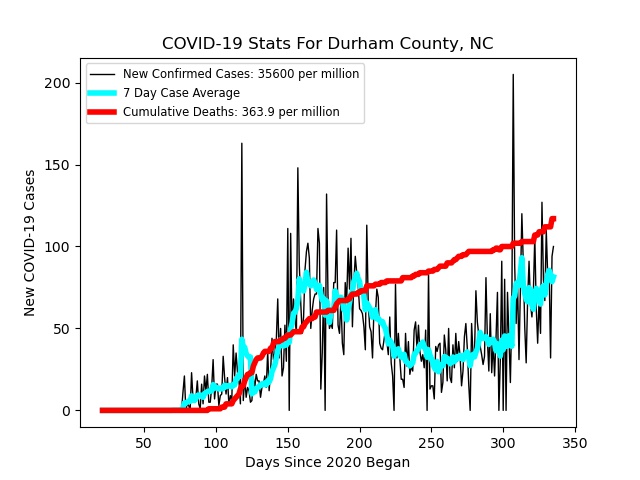 COVID-19 Stats For Durham County, NC
New Confirmed Cases: 35600 per million
7 Day Case Average
Cumulative Deaths: 363.9 per million
New COVID-19 Cases
200
150
100
50
0
50 100 150 200 250 300 350
Days Since 2020 Began